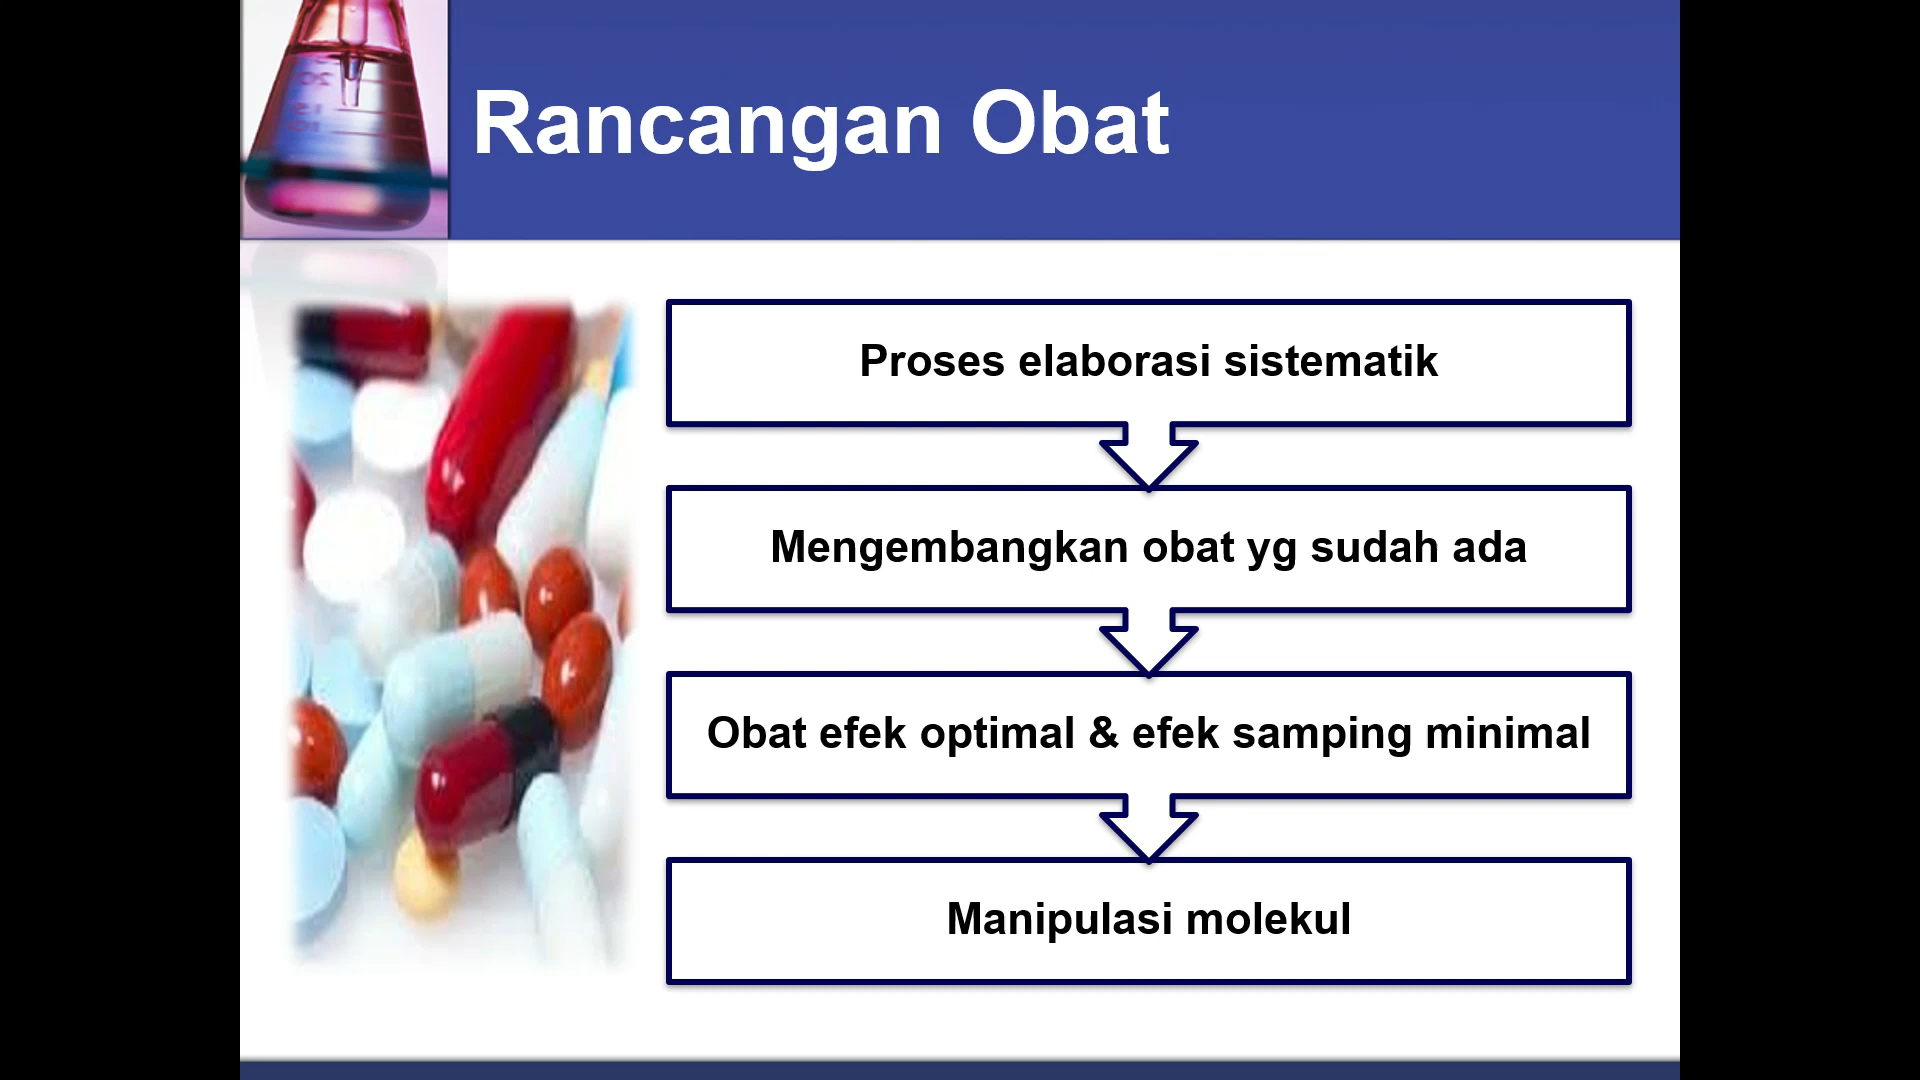 Rancangan Obat
Proses elaborasi sistematik
Mengembangkan obat yg sudah ada
Obat efek optimal & efek samping minimal
Manipulasi molekul